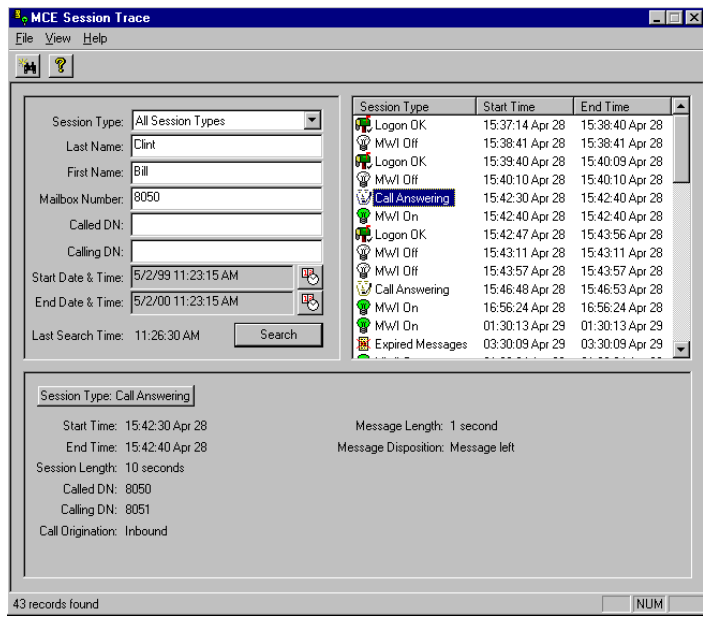 MCE Session Trace
File View Help
Session Type: All Session Types
Last Name: Clint
First Name: Bill
Mailbox Number: 8050
Called DN:
Calling DN:
Start Date & Time: 5/2/99 11:23:15 AM
End Date & Time: 5/2/00 11:23:15 AM
Last Search Time: 11:26:30 AM Search
Session Type Start Time End Time
Logon OK 15:37:14 Apr 28 15:38:40 Apr 28
MWI Off 15:38:41 Apr 28 15:38:41 Apr 28
Logon OK 15:39:40 Apr 28 15:40:09 Apr 28
MWI Off 15:40:10 Apr 28 15:40:10 Apr 28
Call Answering 15:42:30 Apr 28 15:42:40 Apr 28
MWI On 15:42:40 Apr 28 15:42:40 Apr 28
Logon OK 15:42:47 Apr 28 15:43:56 Apr 28
MWI Off 15:43:11 Apr 28 15:43:11 Apr 28
MWI Off 15:43:57 Apr 28 15:43:57 Apr 28
Call Answering 15:46:48 Apr 28 15:46:53 Apr 28
MWI On 16:56:24 Apr 28 16:56:24 Apr 28
MWI On 01:30:13 Apr 29 01:30:13 Apr 29
Expired Messages 03:30:09 Apr 29 03:30:09 Apr 29
Session Type: Call Answering
Start Time: 15:42:30 Apr 28
End Time: 15:42:40 Apr 28
Session Length: 10 seconds
Called DN: 8050
Calling DN: 8051
Call Origination: Inbound
Message Length: 1 second
Message Disposition: Message left
43 records found NUM